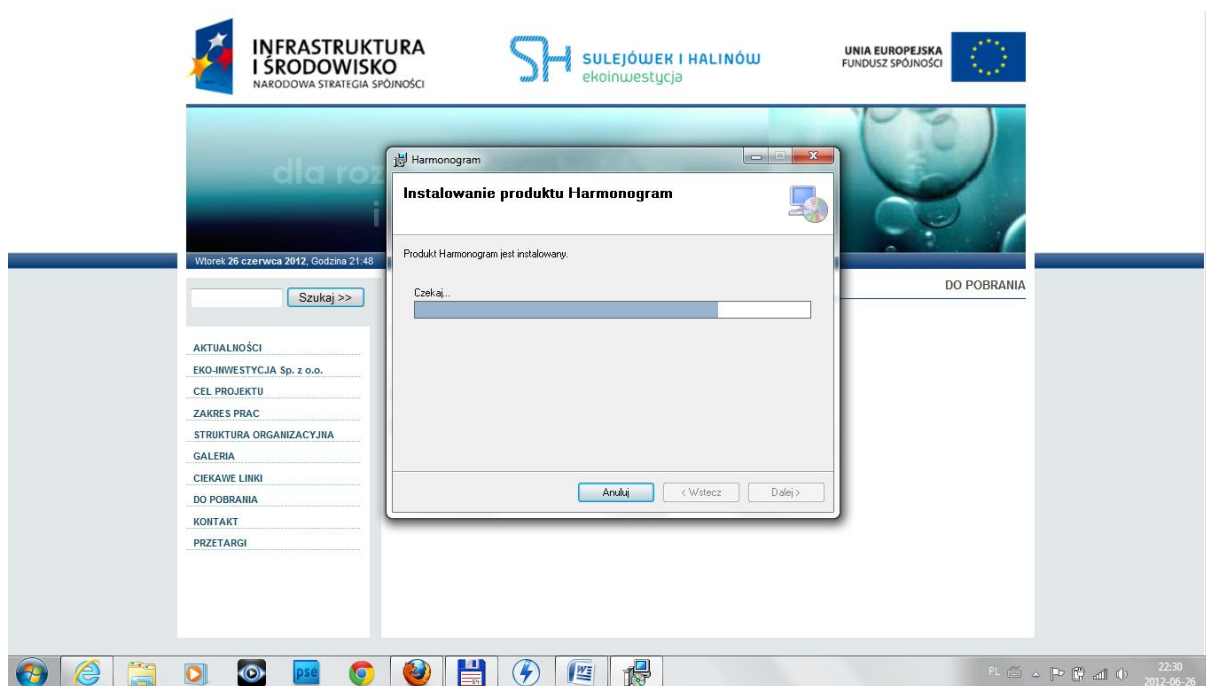 INFRASTRUKTURA
I ŚRODOWISKO
NARODOWA STRATEGIA SPÓJNOŚCI
SH
SULEJÓWEK I HALINÓW
ekoinwestycja
UNIA EUROPEJSKA
FUNDUSZ SPÓJNOŚCI
dla roz
i
Harmonogram
Instalowanie produktu Harmonogram
Produkt Harmonogram jest instalowany.
Czekaj...
Anuluj
< Wstecz
Dalej >
Wtorek 26 czerwca 2012, Godzina 21:48
Szukaj >>
DO POBRANIA
AKTUALNOŚCI
EKO-INWESTYCJA Sp. z o.o.
CEL PROJEKTU
ZAKRES PRAC
STRUKTURA ORGANIZACYJNA
GALERIA
CIEKAWE LINKI
DO POBRANIA
KONTAKT
PRZETARGI
pse
PL
22:30
2012-06-26